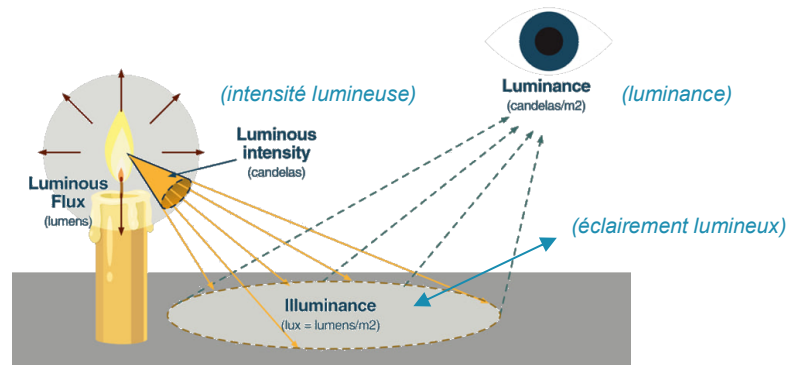 (intensité lumineuse)
Luminance
(candelas/m2)
(luminance)
Luminous
intensity
(candelas)
Luminous
Flux
(lumens)
(éclairement lumineux)
Illuminance
(lux = lumens/m2)